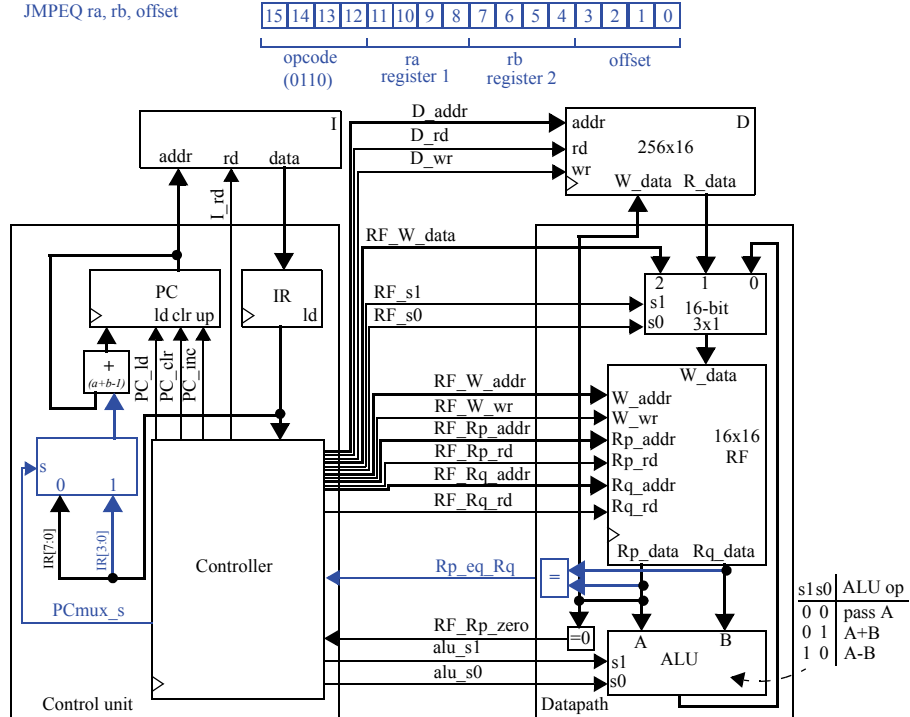 JMPEQ ra, rb, offset
15 14 13 12 11 10 9 8 7 6 5 4 3 2 1 0
opcode ra rb offset
(0110) register 1 register 2
I
addr rd data
I_rd
D_addr
D_rd
D_wr
addr D
rd 256x16
wr
W_data R_data
RF_W_data
2 1 0
PC
ld clr up
IR
ld
RF_s1
RF_s0
s1 16-bit
s0 3x1
+
(a+b-1)
PC_ld
PC_clr
PC_inc
W_data
RF_W_addr
RF_W_wr
RF_Rp_addr
RF_Rp_rd
RF_Rq_addr
RF_Rq_rd
W_addr
W_wr
Rp_addr 16x16
Rp_rd RF
Rq_addr
Rq_rd
s
0 1
IR[7:0]
IR[3:0]
Rp_data Rq_data
Controller
Rp_eq_Rq
=
PCmux_s
RF_Rp_zero
=0
A B
alu_s1
alu_s0
s1 ALU
s0
s1 s0 ALU op
0 0 pass A
0 1 A+B
1 0 A-B
Control unit
Datapath